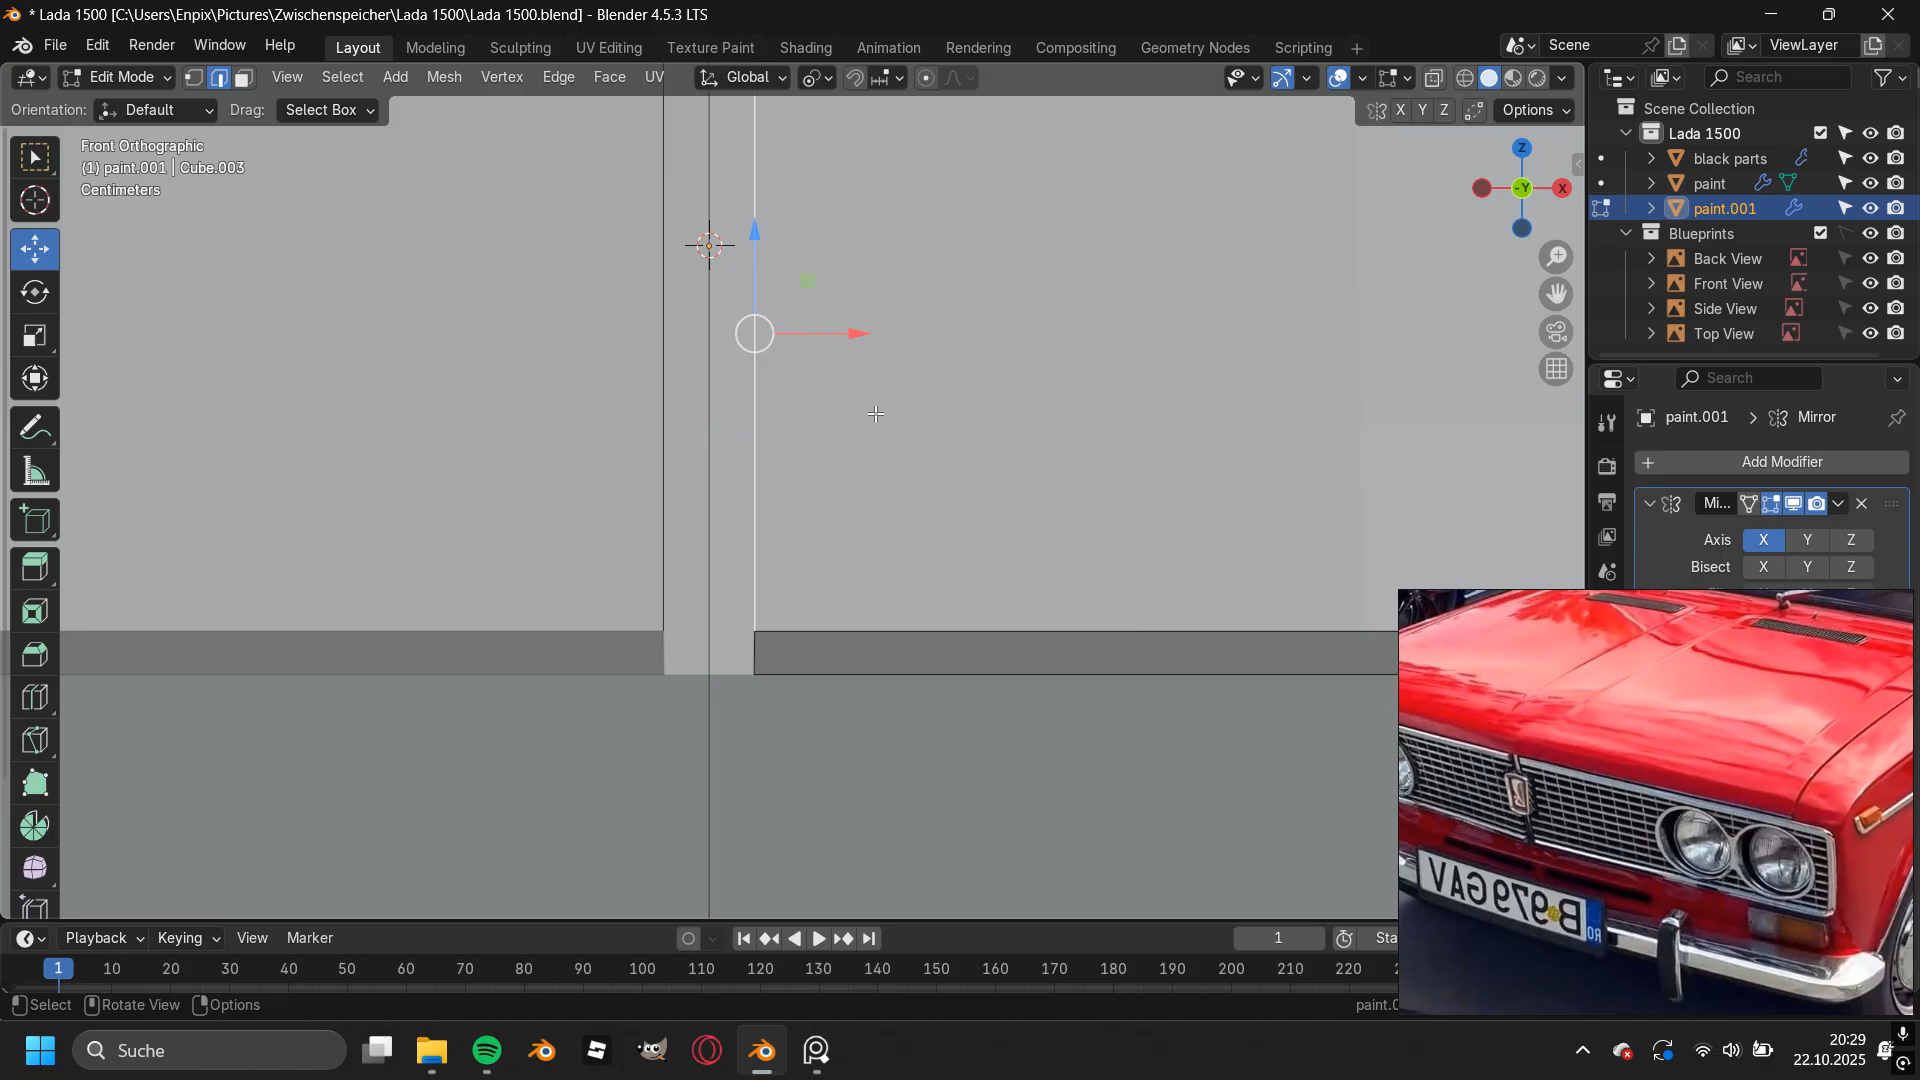 * Lada 1500 [C:\Users\Enpix\Pictures\Zwischenspeicher\Lada 1500\Lada 1500.blend] - Blender 4.5.3 LTS
File Edit Render Window Help
Layout Modeling Sculpting UV Editing Texture Paint Shading Animation Rendering Compositing Geometry Nodes Scripting
Scene
ViewLayer
Edit Mode View Select Add Mesh Vertex Edge Face UV
Global
Search
Orientation: Default Drag: Select Box
X Y Z Options
Front Orthographic
(1) paint.001 | Cube.003
Centimeters
Z
-Y
X
Scene Collection
Lada 1500
black parts
paint
paint.001
Blueprints
Back View
Front View
Side View
Top View
Search
paint.001 > Mirror
Add Modifier
Mi...
Axis X Y Z
Bisect X Y Z
B 979GAV
RO
Playback Keying View Marker
1
Sta
1 10 20 30 40 50 60 70 80 90 100 110 120 130 140 150 160 170 180 190 200 210 220
Select Rotate View Options
paint.0
Suche
20:29
22.10.2025